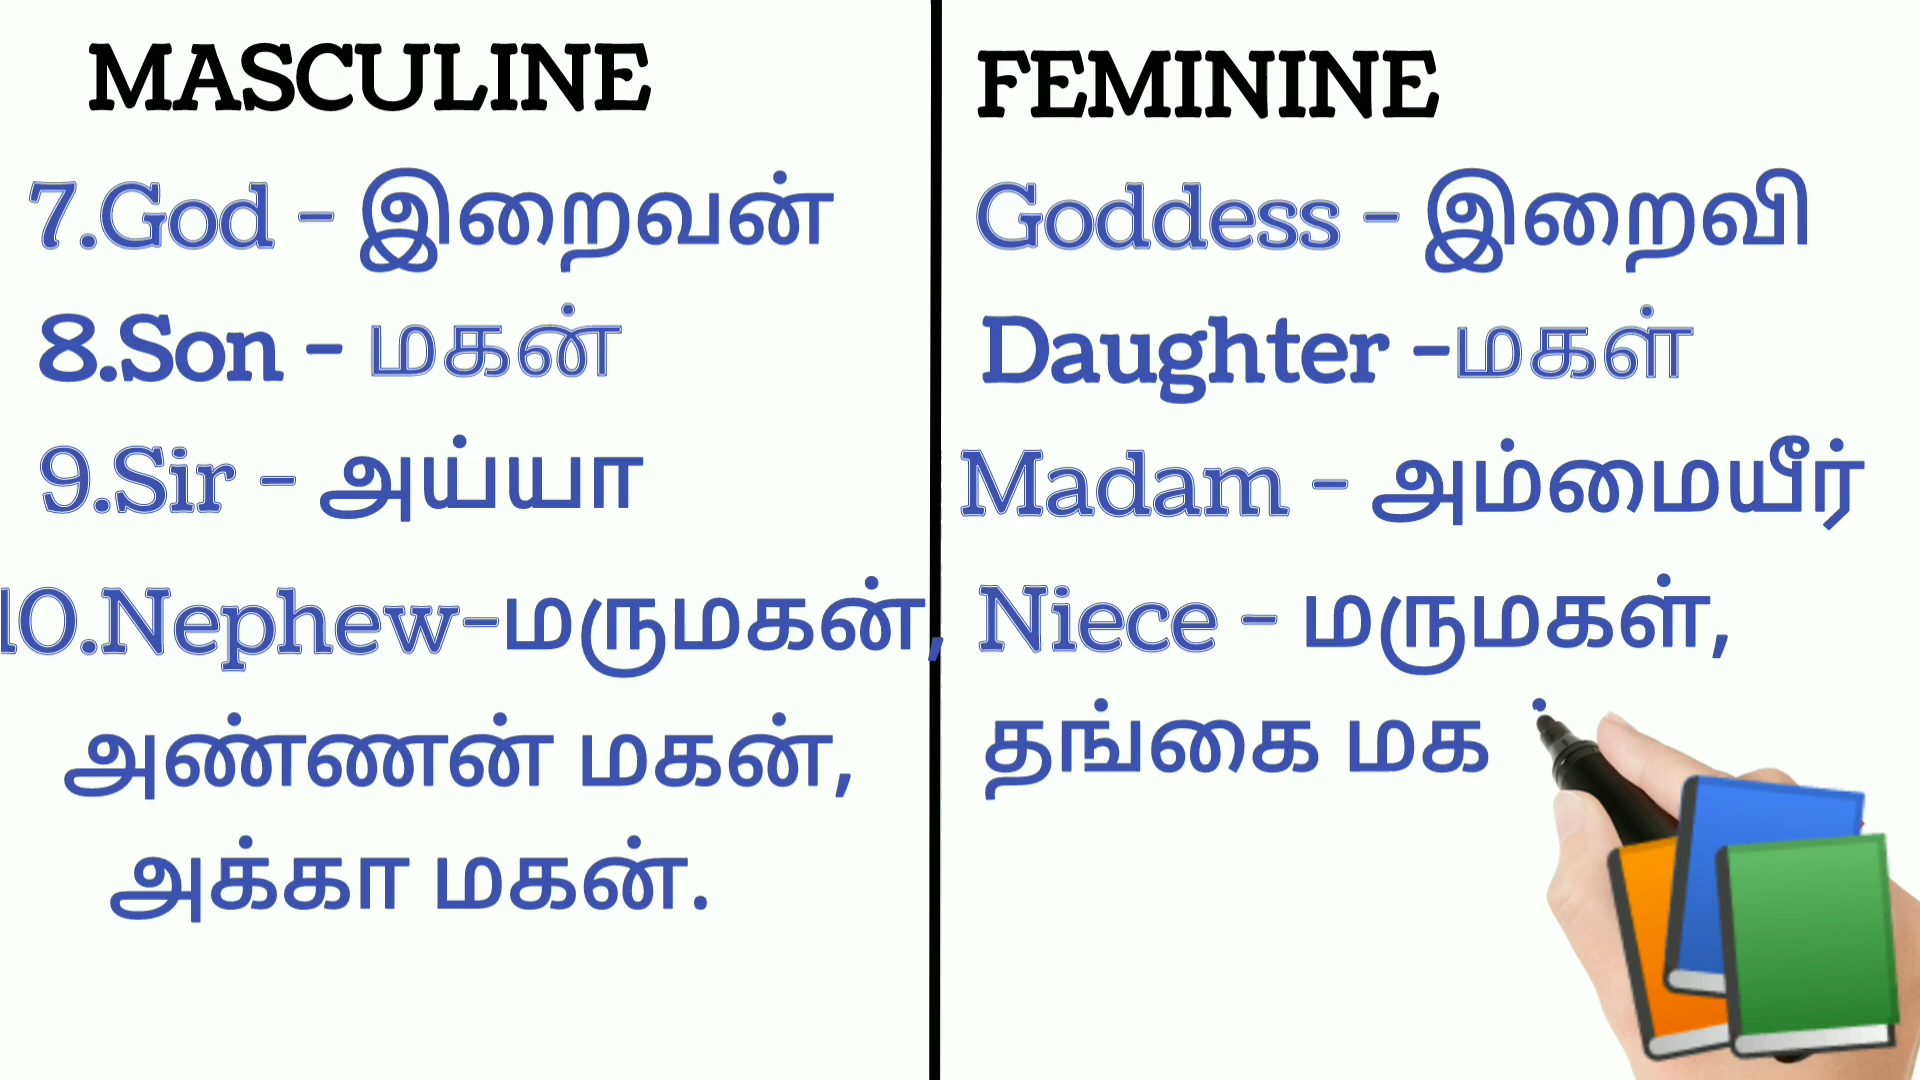 MASCULINE
7.God - இறைவன்
8.Son - மகன்
9.Sir - அய்யா
10.Nephew-மருமகன்,
அண்ணன் மகன்,
அக்கா மகன்.
FEMININE
Goddess - இறைவி
Daughter -மகள்
Madam - அம்மையீர்
Niece - மருமகள்,
தங்கை மக